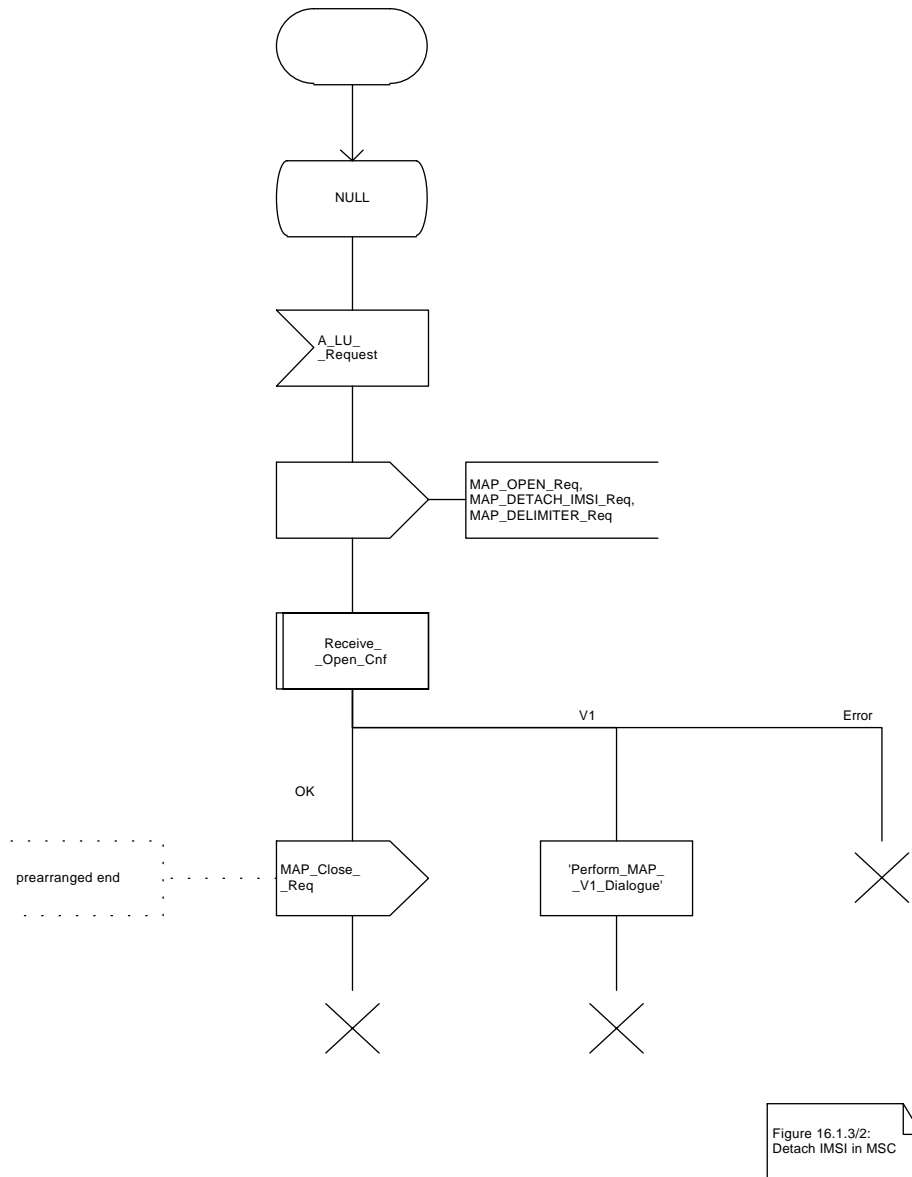 NULL
A_LU_
_Request
MAP_OPEN_Req,
MAP_DETACH_IMSI_Req,
MAP_DELIMITER_Req
Receive_
_Open_Cnf
V1
Error
OK
prearranged end
MAP_Close_
_Req
'Perform_MAP_
_V1_Dialogue'
Figure 16.1.3/2:
Detach IMSI in MSC